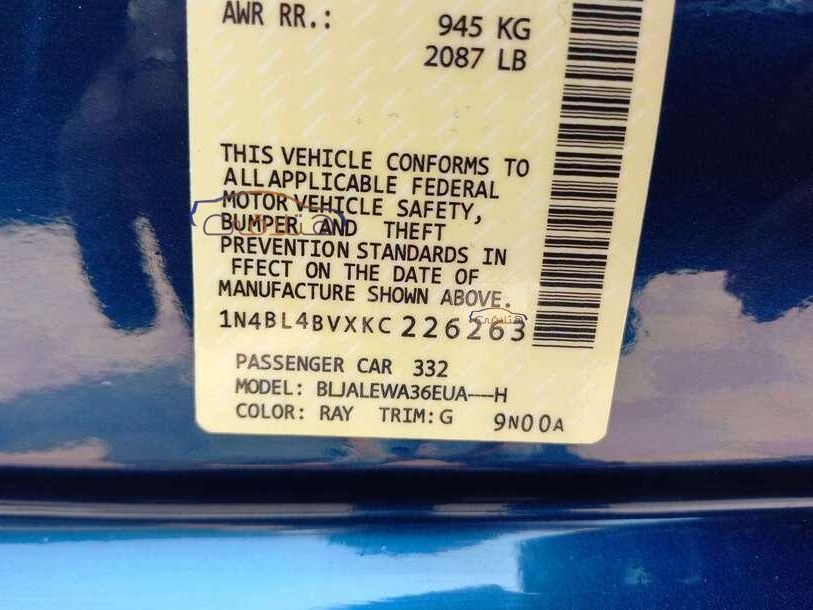 AWR RR.: 945 KG
2087 LB
THIS VEHICLE CONFORMS TO
ALL APPLICABLE FEDERAL
MOTOR VEHICLE SAFETY,
BUMPER AND THEFT
PREVENTION STANDARDS IN
FFECT ON THE DATE OF
MANUFACTURE SHOWN ABOVE.
1N4BL4BVXKC226263
PASSENGER CAR 332
MODEL: BLJALEWA36EUA----H
COLOR: RAY TRIM: G 9N00A